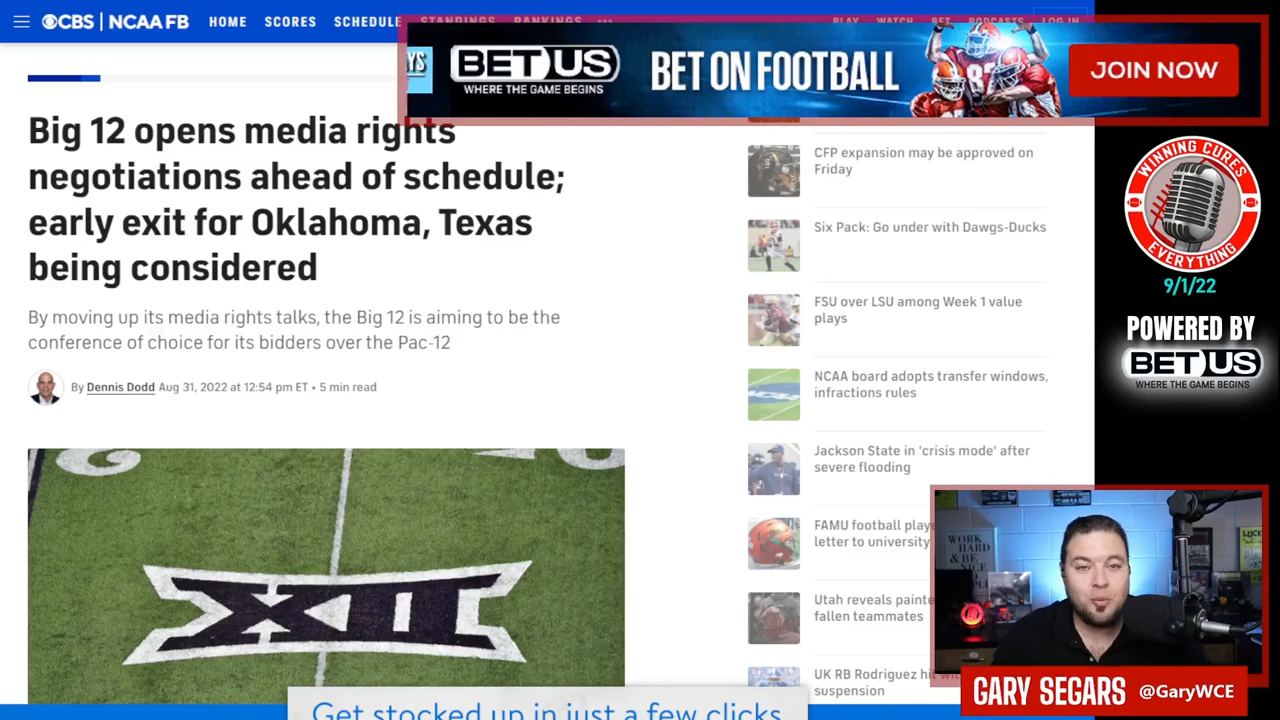 CBS | NCAA FB
HOME SCORES SCHEDULE STANDINGS RANKINGS
PLAY WATCH BET PODCASTS LOG IN
YS
BETUS
WHERE THE GAME BEGINS
BET ON FOOTBALL
JOIN NOW
Big 12 opens media rights
negotiations ahead of schedule;
early exit for Oklahoma, Texas
being considered
By moving up its media rights talks, the Big 12 is aiming to be the
conference of choice for its bidders over the Pac-12
By Dennis Dodd Aug 31, 2022 at 12:54 pm ET • 5 min read
XII
Get stocked up in just a few clicks
CFP expansion may be approved on
Friday
Six Pack: Go under with Dawgs-Ducks
FSU over LSU among Week 1 value
plays
NCAA board adopts transfer windows,
infractions rules
Jackson State in 'crisis mode' after
severe flooding
FAMU football playe
letter to university
Utah reveals painte
fallen teammates
UK RB Rodriguez hit wit
suspension
WINNING CURES
EVERYTHING
9/1/22
POWERED BY
BETUS
WHERE THE GAME BEGINS
WORK
HARD &
BE NICE
GARY SEGARS @GaryWCE